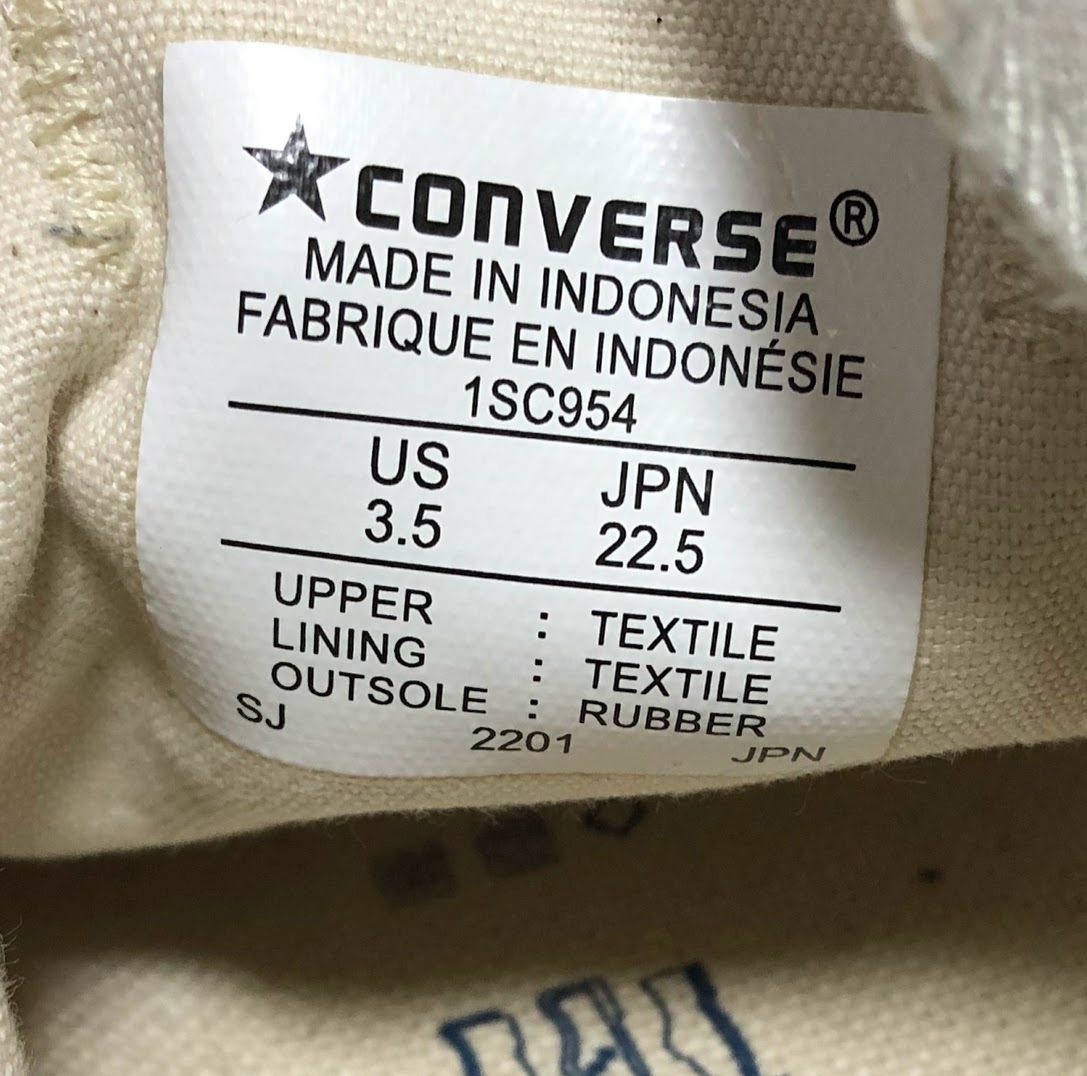 ★CONVERSE®
MADE IN INDONESIA
FABRIQUE EN INDONÉSIE
1SC954
US JPN
3.5 22.5
UPPER : TEXTILE
LINING : TEXTILE
OUTSOLE : RUBBER
SJ 2201 JPN